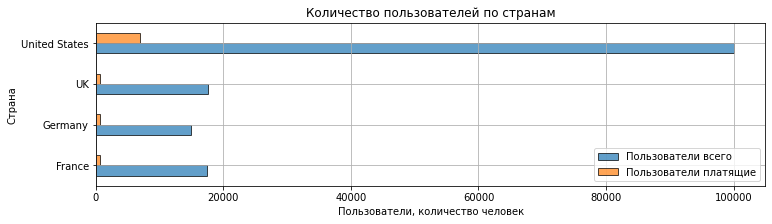 Количество пользователей по странам
United States
UK
Germany
France
Страна
0 20000 40000 60000 80000 100000
Пользователи, количество человек
Пользователи всего
Пользователи платящие